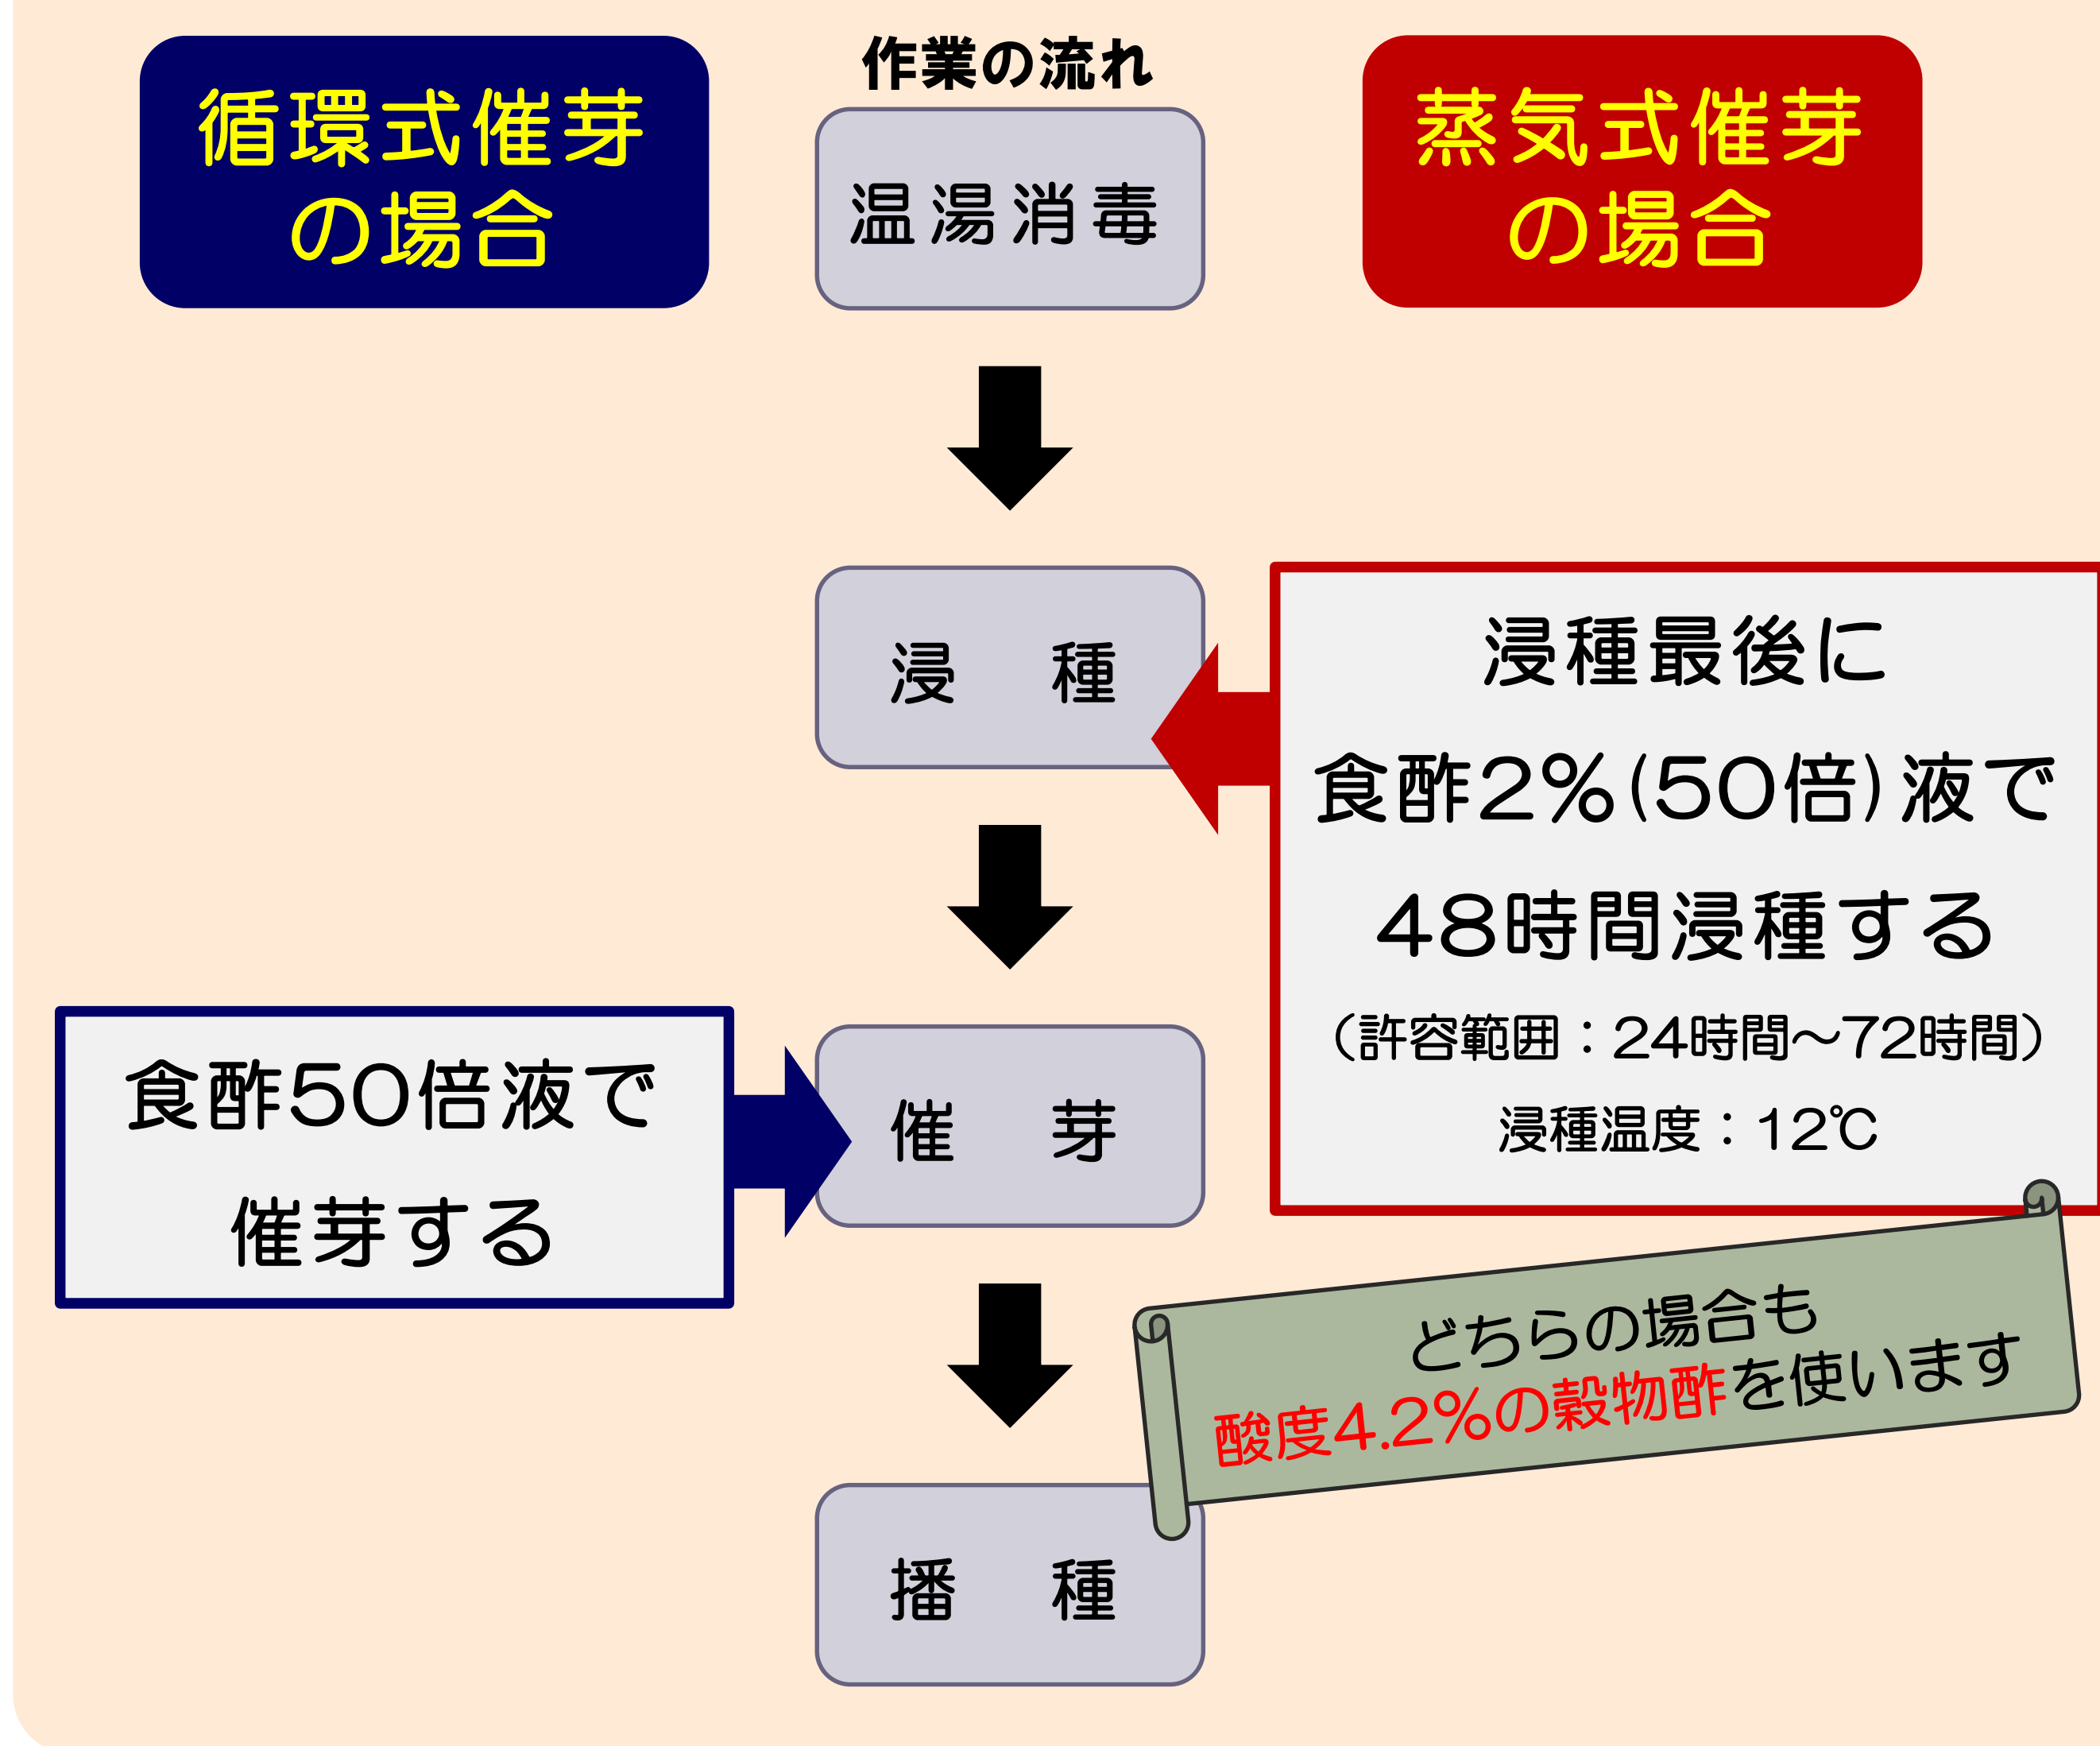 作業の流れ
循環式催芽
の場合
温湯消毒
蒸気式催芽
の場合
浸　種
浸種最後に
食酢2%(50倍)液で
48時間浸種する
(許容範囲：24時間～72時間)
浸種温度：12℃
食酢50倍液で
催芽する
催　芽
どちらの場合も
酸度4.2%の穀物酢を使います
播　種